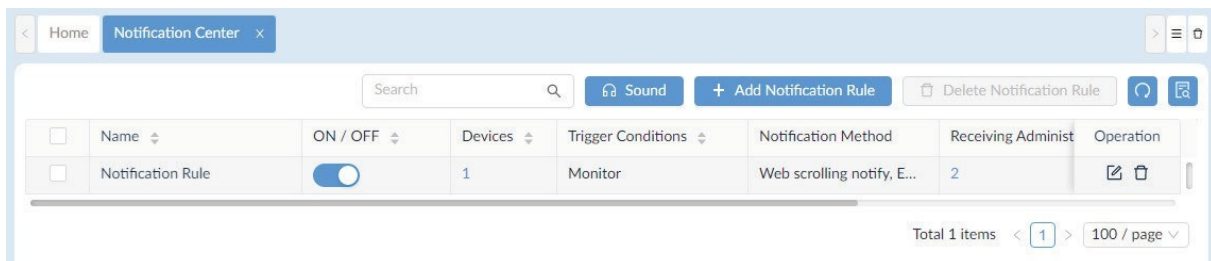 Home Notification Center x
Search Sound + Add Notification Rule Delete Notification Rule
Name ON / OFF Devices Trigger Conditions Notification Method Receiving Administ Operation
Notification Rule 1 Monitor Web scrolling notify, E... 2
Total 1 items < 1 > 100 / page